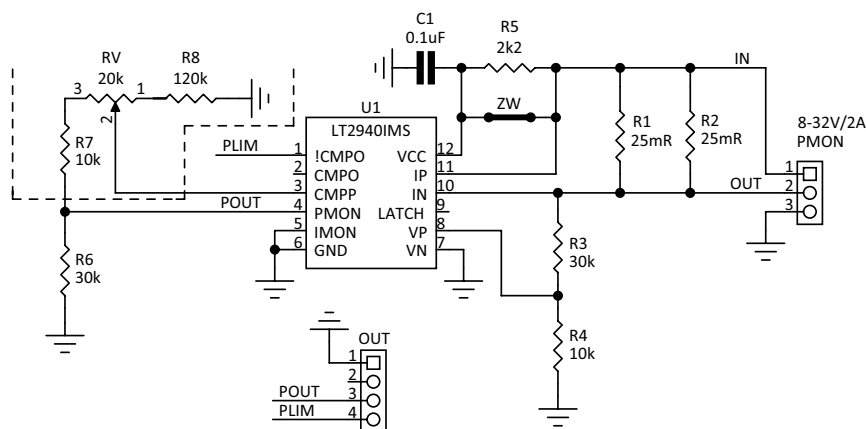 C1
0.1uF
R5
2k2
IN
RV
20k
R8
120k
3
1
2
U1
LT2940IMS
ZW
R1
25mR
R2
25mR
8-32V/2A
PMON
R7
10k
PLIM
1 !CMPO
2 CMPO
3 CMPP
POUT 4 PMON
5 IMON
6 GND
VCC 12
IP 11
IN 10
LATCH 9
VP 8
VN 7
OUT
1
2
3
R6
30k
R3
30k
R4
10k
OUT
1
2
POUT 3
PLIM 4